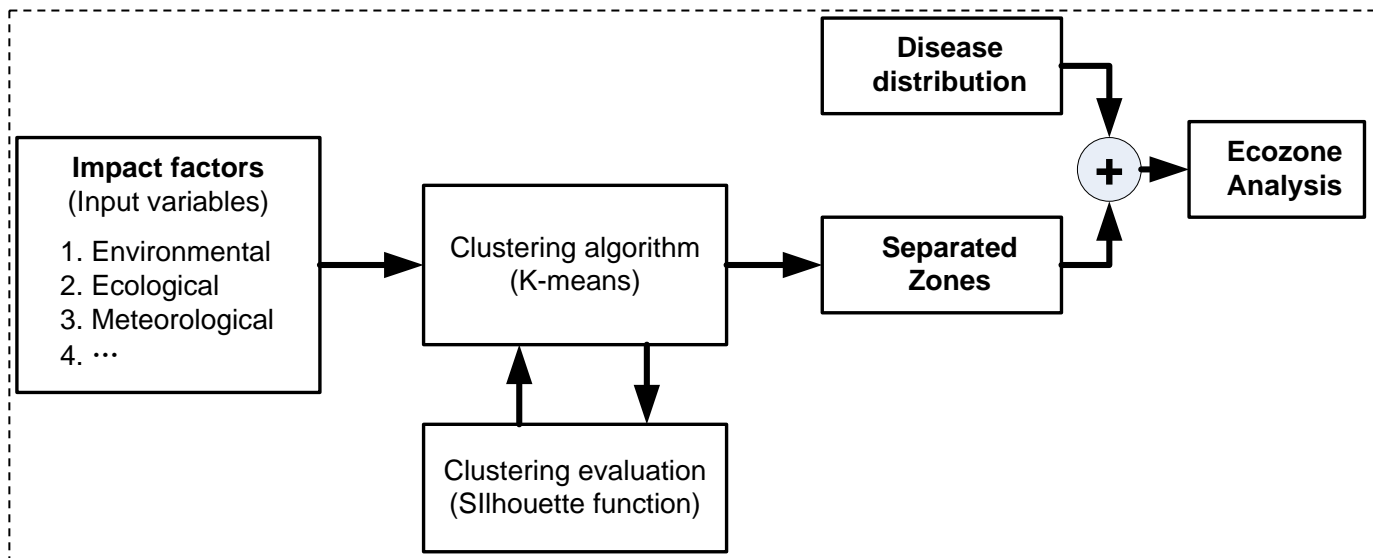 Disease
distribution
Impact factors
(Input variables)
1. Environmental
2. Ecological
3. Meteorological
4. ⋯
Clustering algorithm
(K-means)
Clustering evaluation
(SIlhouette function)
Separated
Zones
+
Ecozone
Analysis